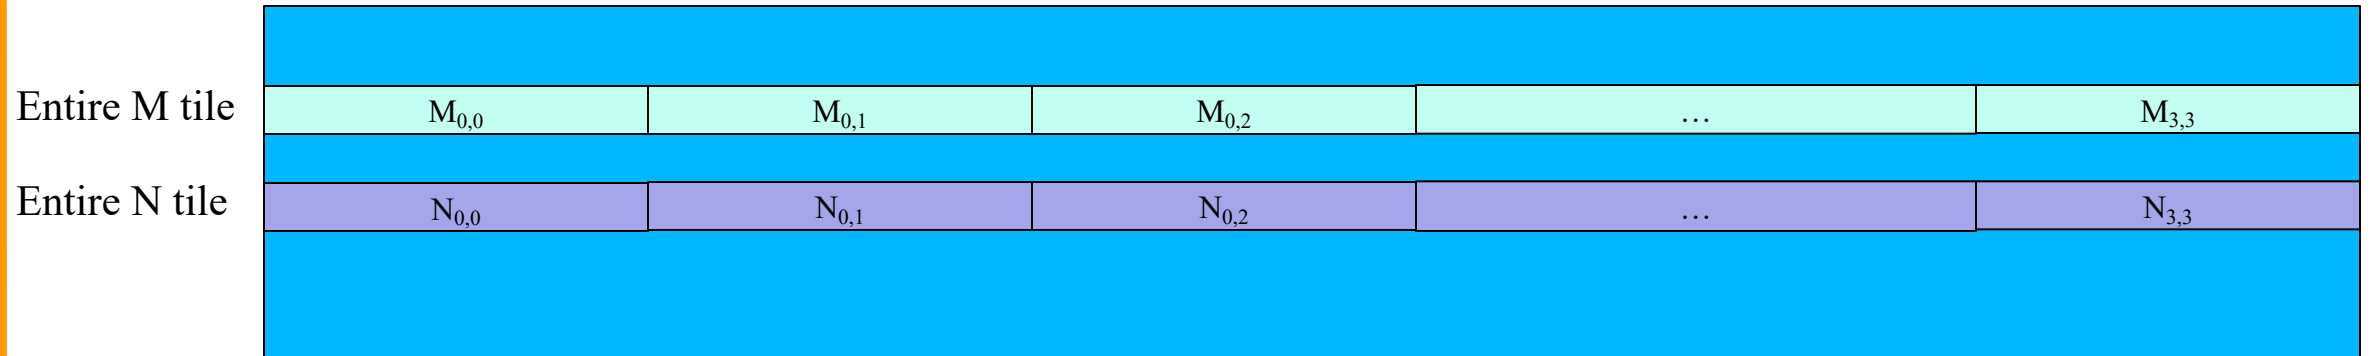 Entire M tile M0,0 M0,1 M0,2 … M3,3
Entire N tile N0,0 N0,1 N0,2 … N3,3